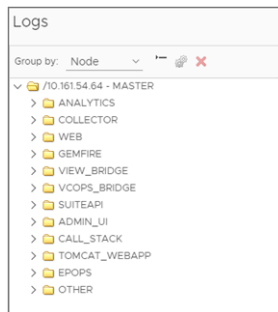 Logs
Group by: Node
/10.161.54.64 - MASTER
ANALYTICS
COLLECTOR
WEB
GEMFIRE
VIEW_BRIDGE
VCOPS_BRIDGE
SUITEAPI
ADMIN_UI
CALL_STACK
TOMCAT_WEBAPP
EPOPS
OTHER